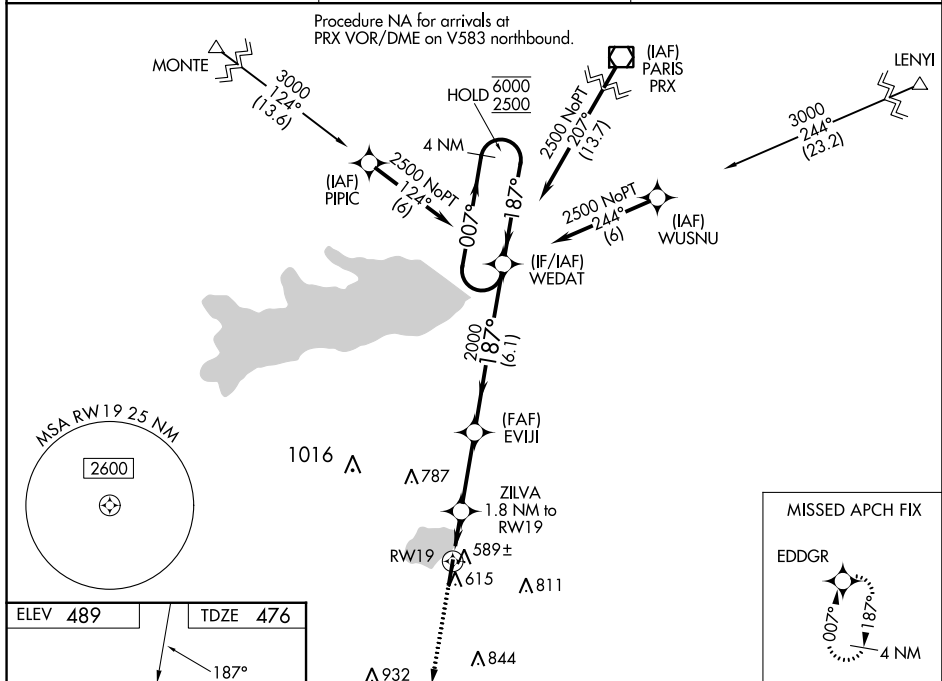 Procedure NA for arrivals at
PRX VOR/DME on V583 northbound.
MONTE
3000
124°
(13.6)
HOLD
6000
2500
4 NM
(IAF)
PARIS
PRX
2500 NoPT
207°
(13.7)
LENYI
3000
244°
(23.2)
(IAF)
PIPIC
2500 NoPT
124°
(6)
007°
187°
2500 NoPT
244°
(6)
(IAF)
WUSNU
(IF/IAF)
WEDAT
2000
187°
(6.1)
(FAF)
EVIJI
MSA RW19 25 NM
2600
1016
787
ZILVA
1.8 NM to
RW19
RW19
589±
615
811
844
932
MISSED APCH FIX
EDDGR
007°
187°
4 NM
ELEV 489
TDZE 476
187°